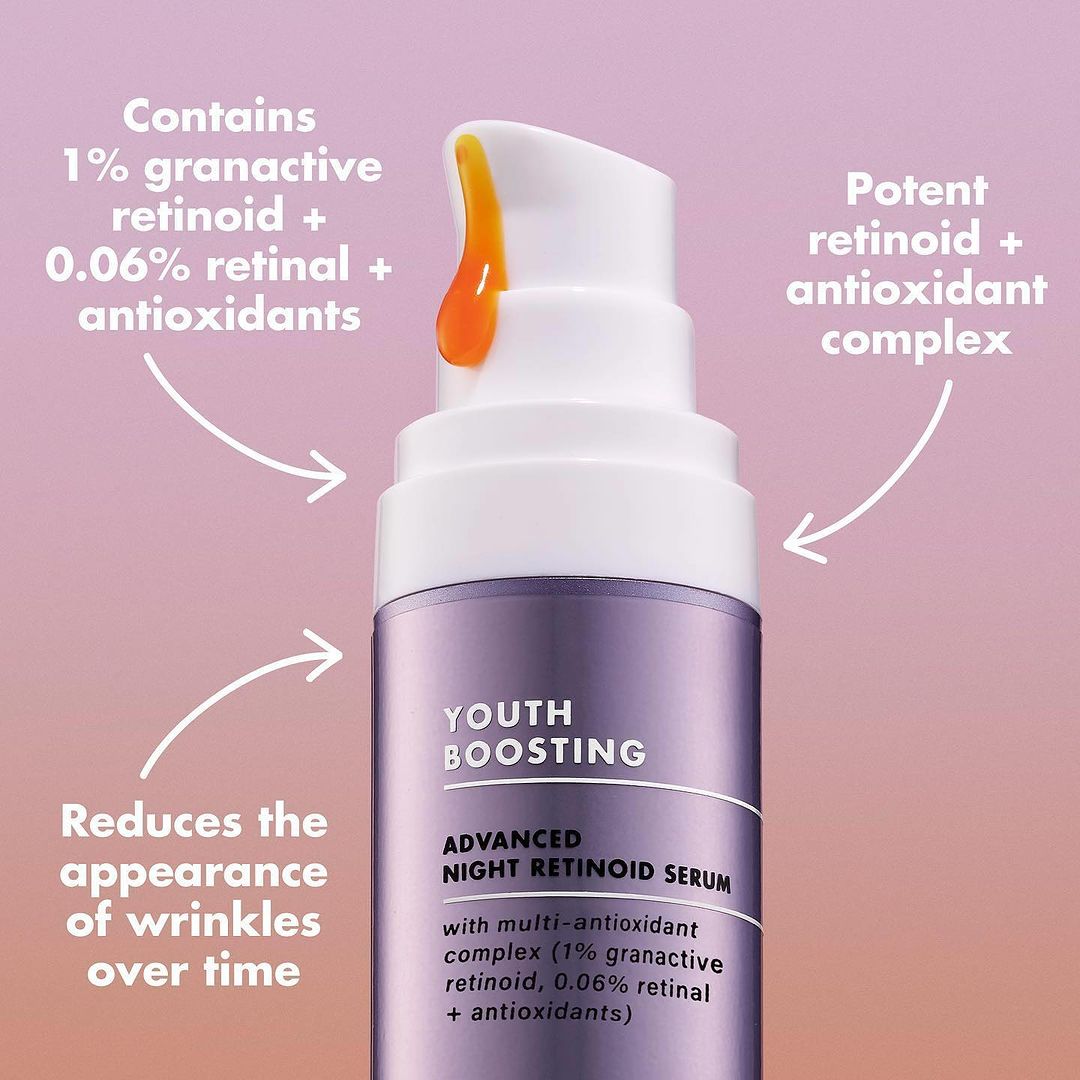 Contains
1% granactive
retinoid +
0.06% retinal +
antioxidants
Potent
retinoid +
antioxidant
complex
Reduces the
appearance
of wrinkles
over time
YOUTH
BOOSTING
ADVANCED
NIGHT RETINOID SERUM
with multi-antioxidant
complex (1% granactive
retinoid, 0.06% retinal
+ antioxidants)